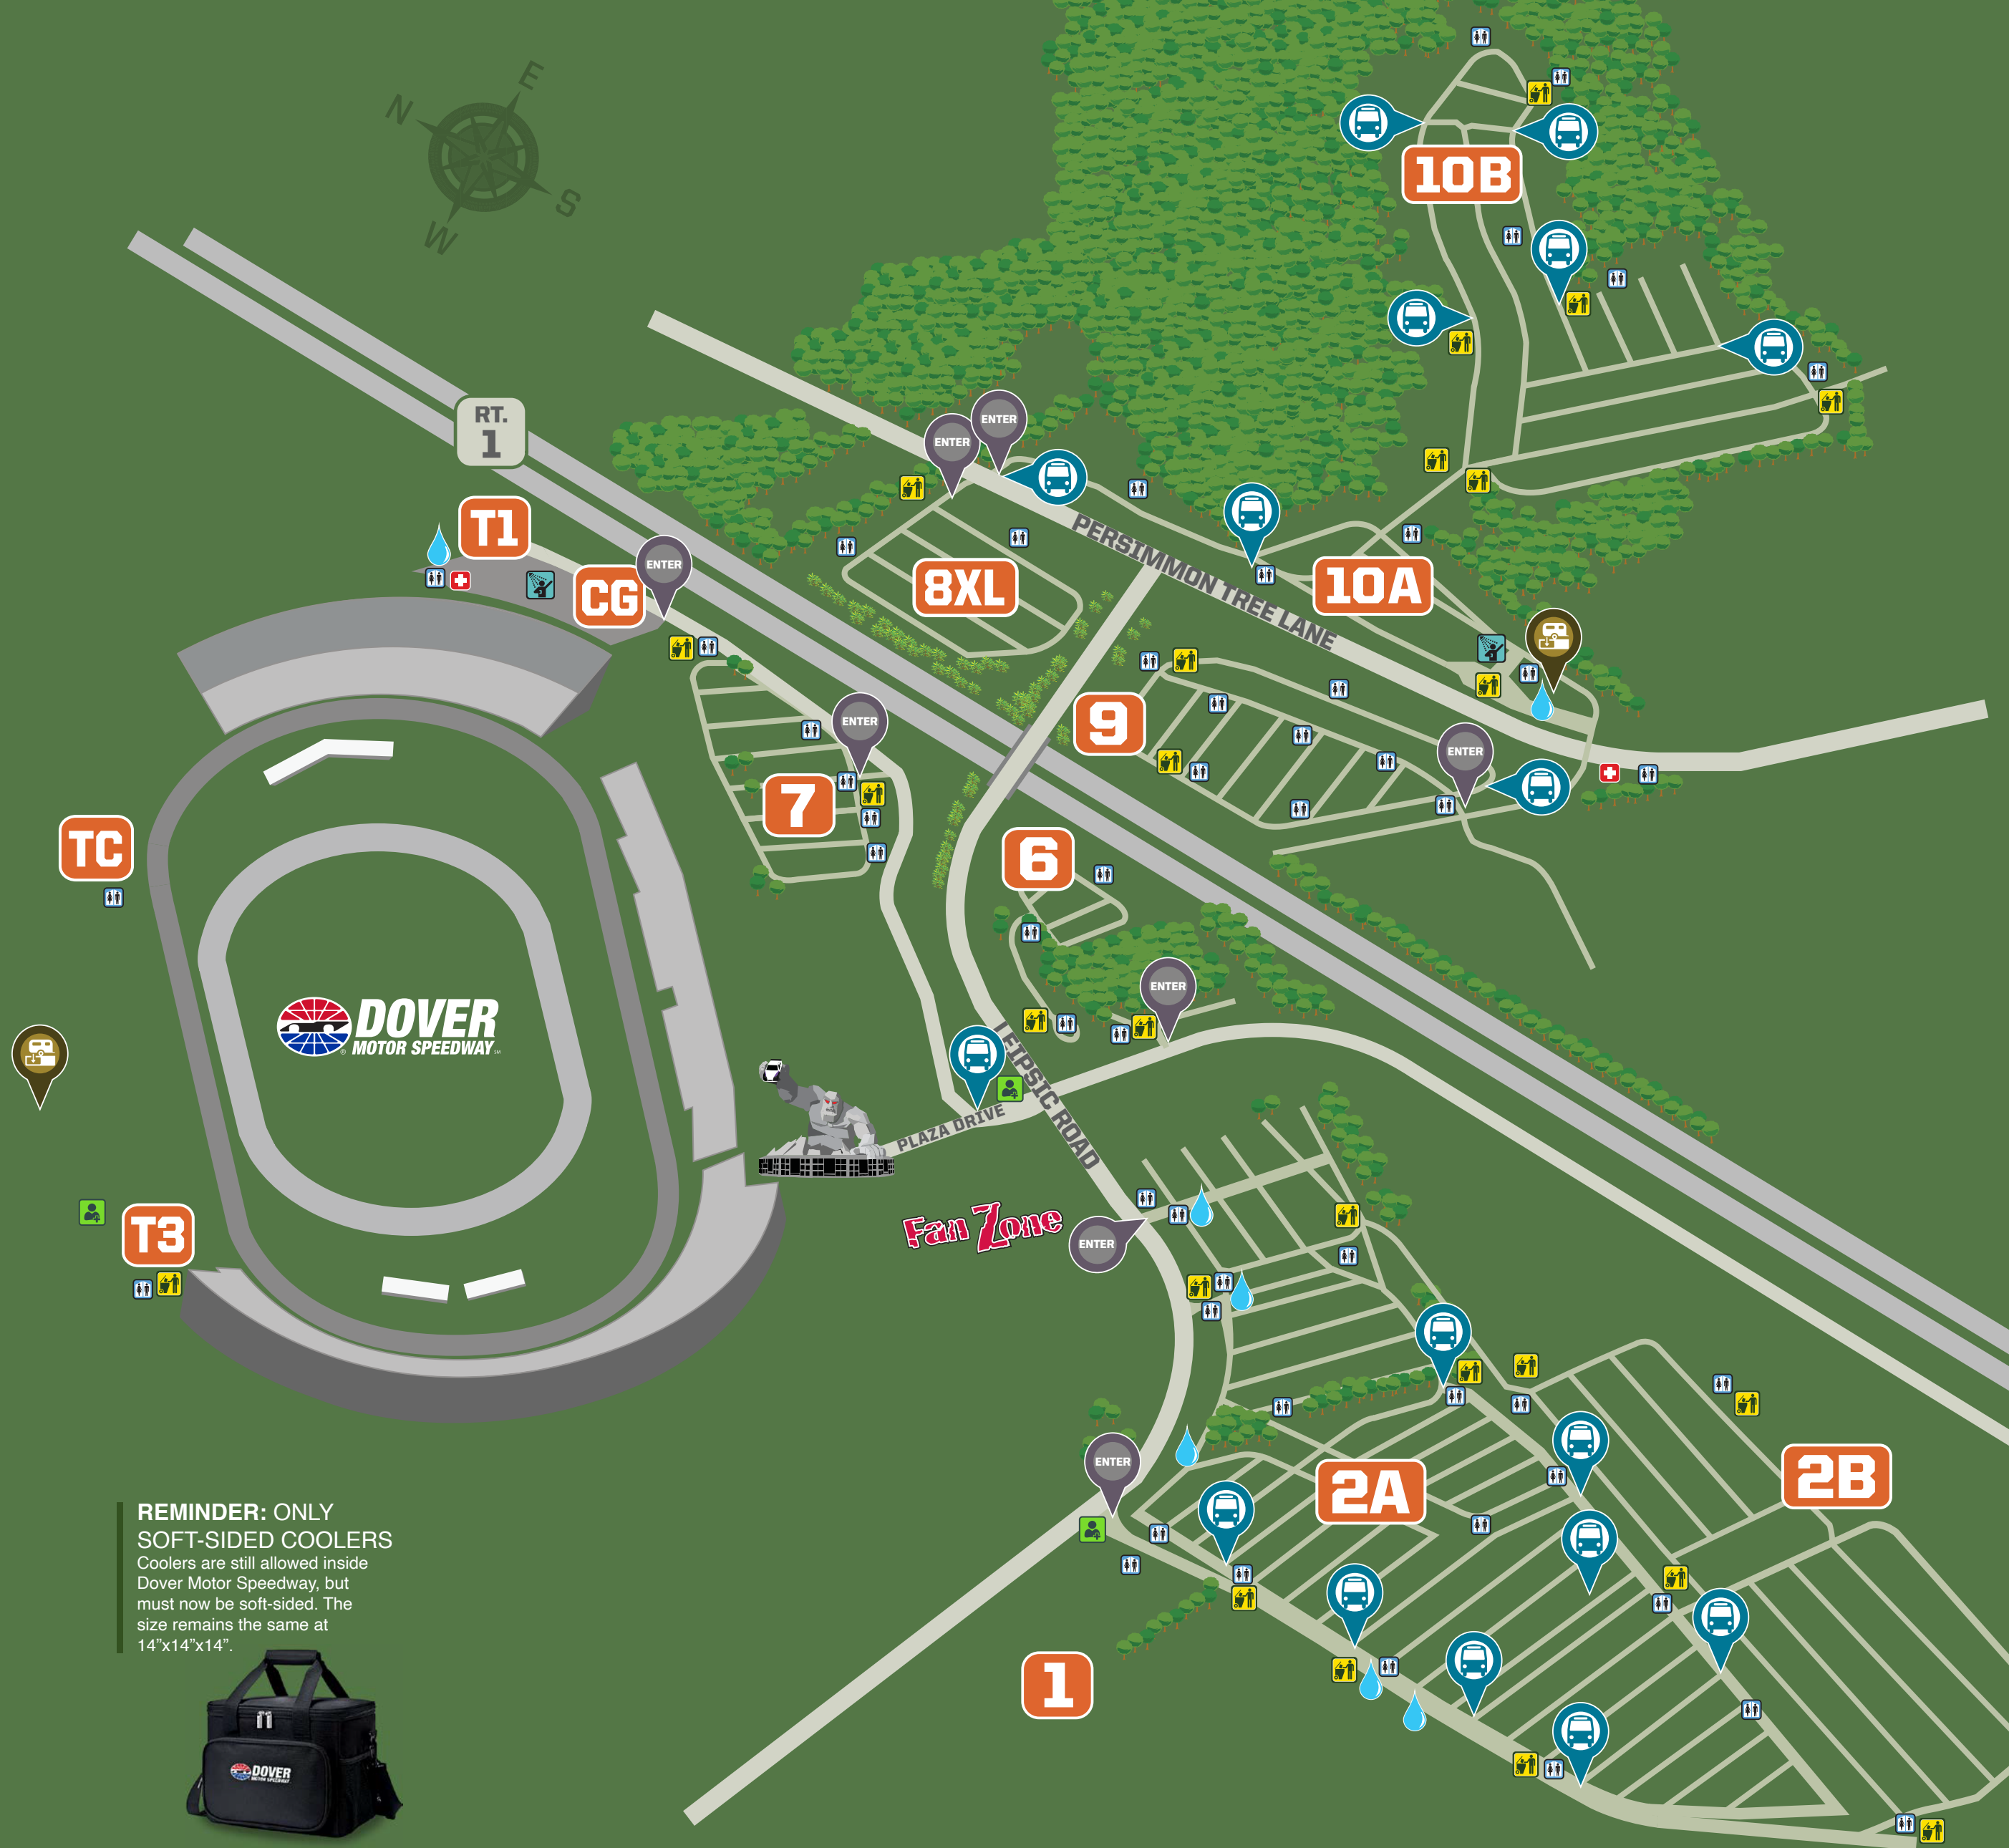 E
N
S
W
10B
RT.
1
ENTER
ENTER
T1
ENTER
CG
8XL
PERSIMMON TREE LANE
10A
9
ENTER
ENTER
7
6
TC
ENTER
DOVER
MOTOR SPEEDWAY
LEIPSIC ROAD
PLAZA DRIVE
T3
Fan Zone
ENTER
ENTER
2A
2B
1
REMINDER: ONLY
SOFT-SIDED COOLERS
Coolers are still allowed inside
Dover Motor Speedway, but
must now be soft-sided. The
size remains the same at
14”x14”x14”.
DOVER
MOTOR SPEEDWAY